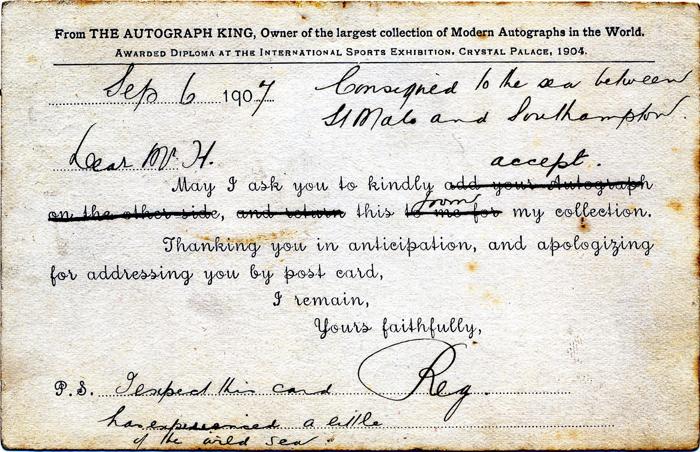 From THE AUTOGRAPH KING, Owner of the largest collection of Modern Autographs in the World.
AWARDED DIPLOMA AT THE INTERNATIONAL SPORTS EXHIBITION, CRYSTAL PALACE, 1904.
Sep 6 1907
Consigned to the sea between
St Malo and Southampton.
Dear Mr H.
accept.
May I ask you to kindly add your Autograph
from
on the other side, and return this to me for my collection.
Thanking you in anticipation, and apologizing
for addressing you by post card,
I remain,
Yours faithfully,
Reg.
P.S. I expect this card
has experienced a little
of the wild sea